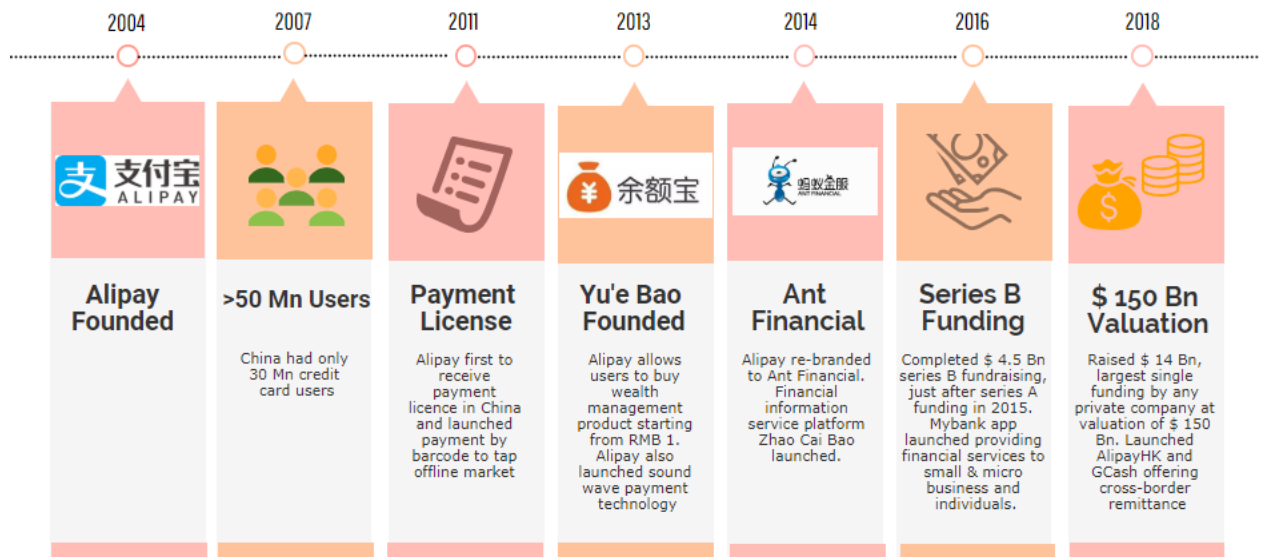 2004
2007
2011
2013
2014
2016
2018
支
支付宝
ALIPAY
¥
余额宝
蚂蚁金服
ANT FINANCIAL
$
Alipay
Founded
>50 Mn Users
China had only
30 Mn credit
card users
Payment
License
Alipay first to
receive
payment
licence in China
and launched
payment by
barcode to tap
offline market
Yu'e Bao
Founded
Alipay allows
users to buy
wealth
management
product starting
from RMB 1.
Alipay also
launched sound
wave payment
technology
Ant
Financial
Alipay re-branded
to Ant Financial.
Financial
information
service platform
Zhao Cai Bao
launched.
Series B
Funding
Completed $ 4.5 Bn
series B fundraising,
just after series A
funding in 2015.
Mybank app
launched providing
financial services to
small & micro
business and
individuals.
$ 150 Bn
Valuation
Raised $ 14 Bn,
largest single
funding by any
private company at
valuation of $ 150
Bn. Launched
AlipayHK and
GCash offering
cross-border
remittance